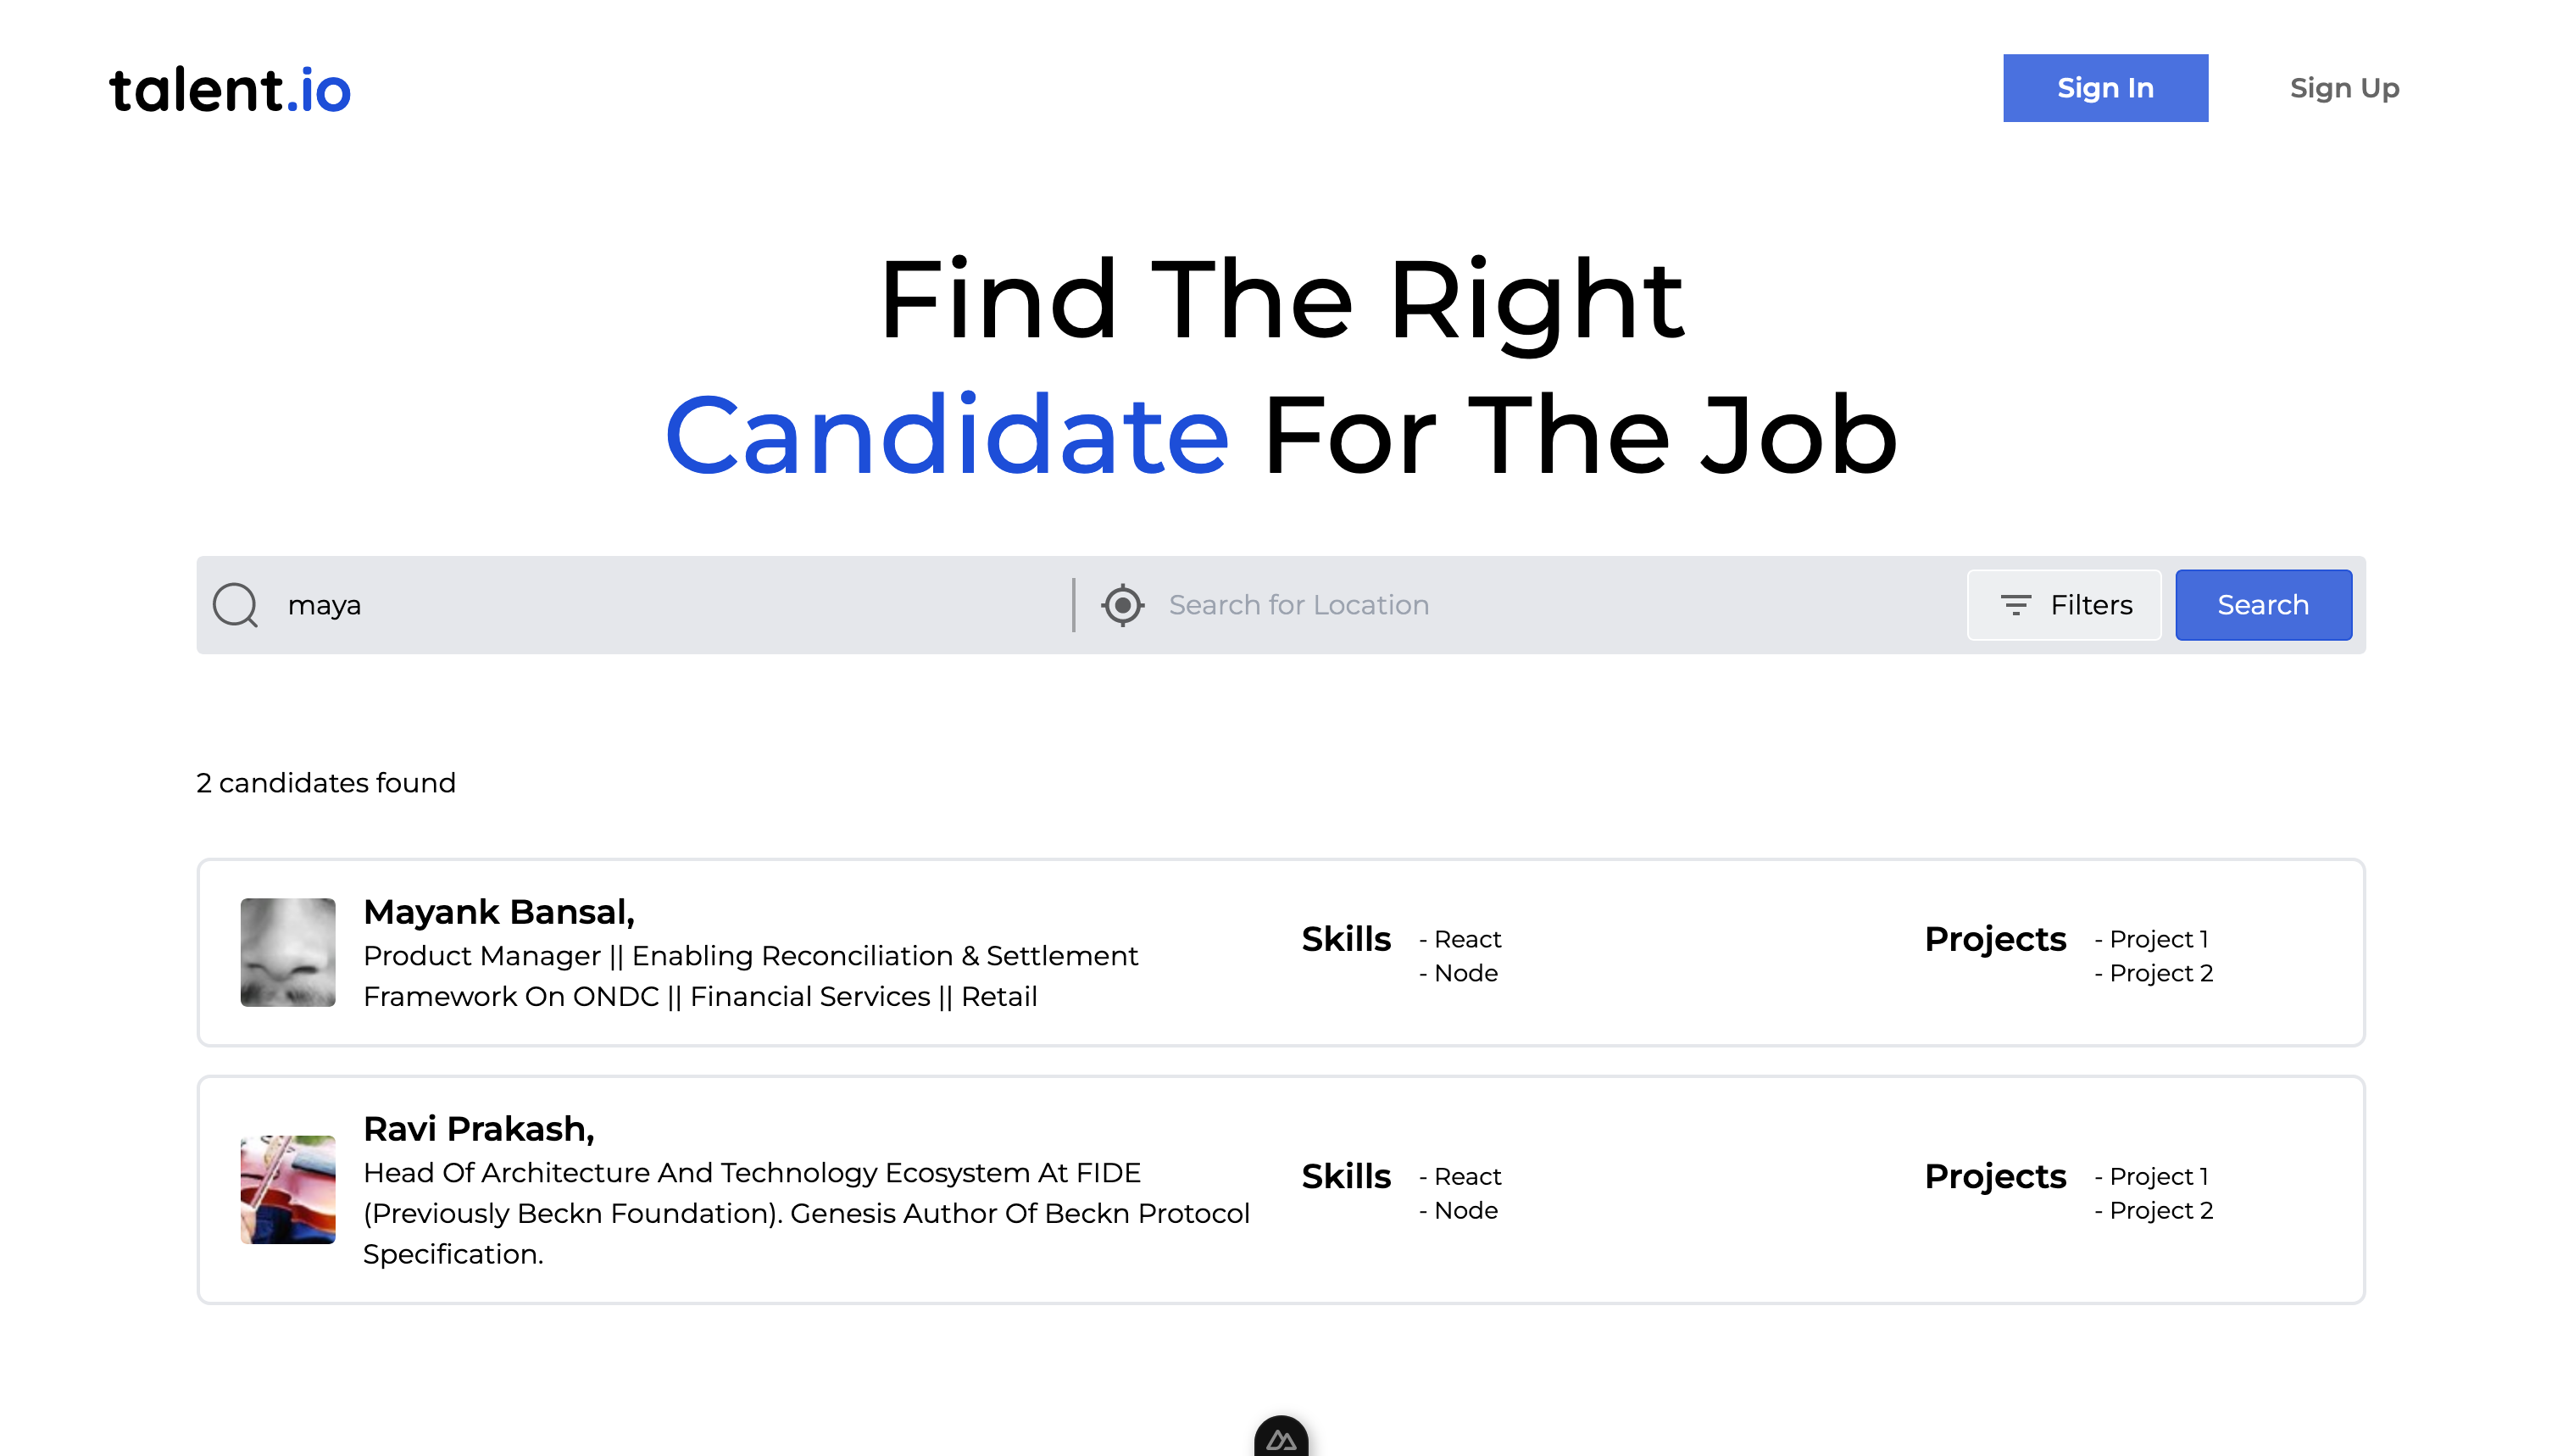 talent.io
Sign In
Sign Up
Find The Right
Candidate For The Job
maya
Search for Location
Filters
Search
2 candidates found
Mayank Bansal,
Product Manager || Enabling Reconciliation & Settlement
Framework On ONDC || Financial Services || Retail
Skills
- React
- Node
Projects
- Project 1
- Project 2
Ravi Prakash,
Head Of Architecture And Technology Ecosystem At FIDE
(Previously Beckn Foundation). Genesis Author Of Beckn Protocol
Specification.
Skills
- React
- Node
Projects
- Project 1
- Project 2